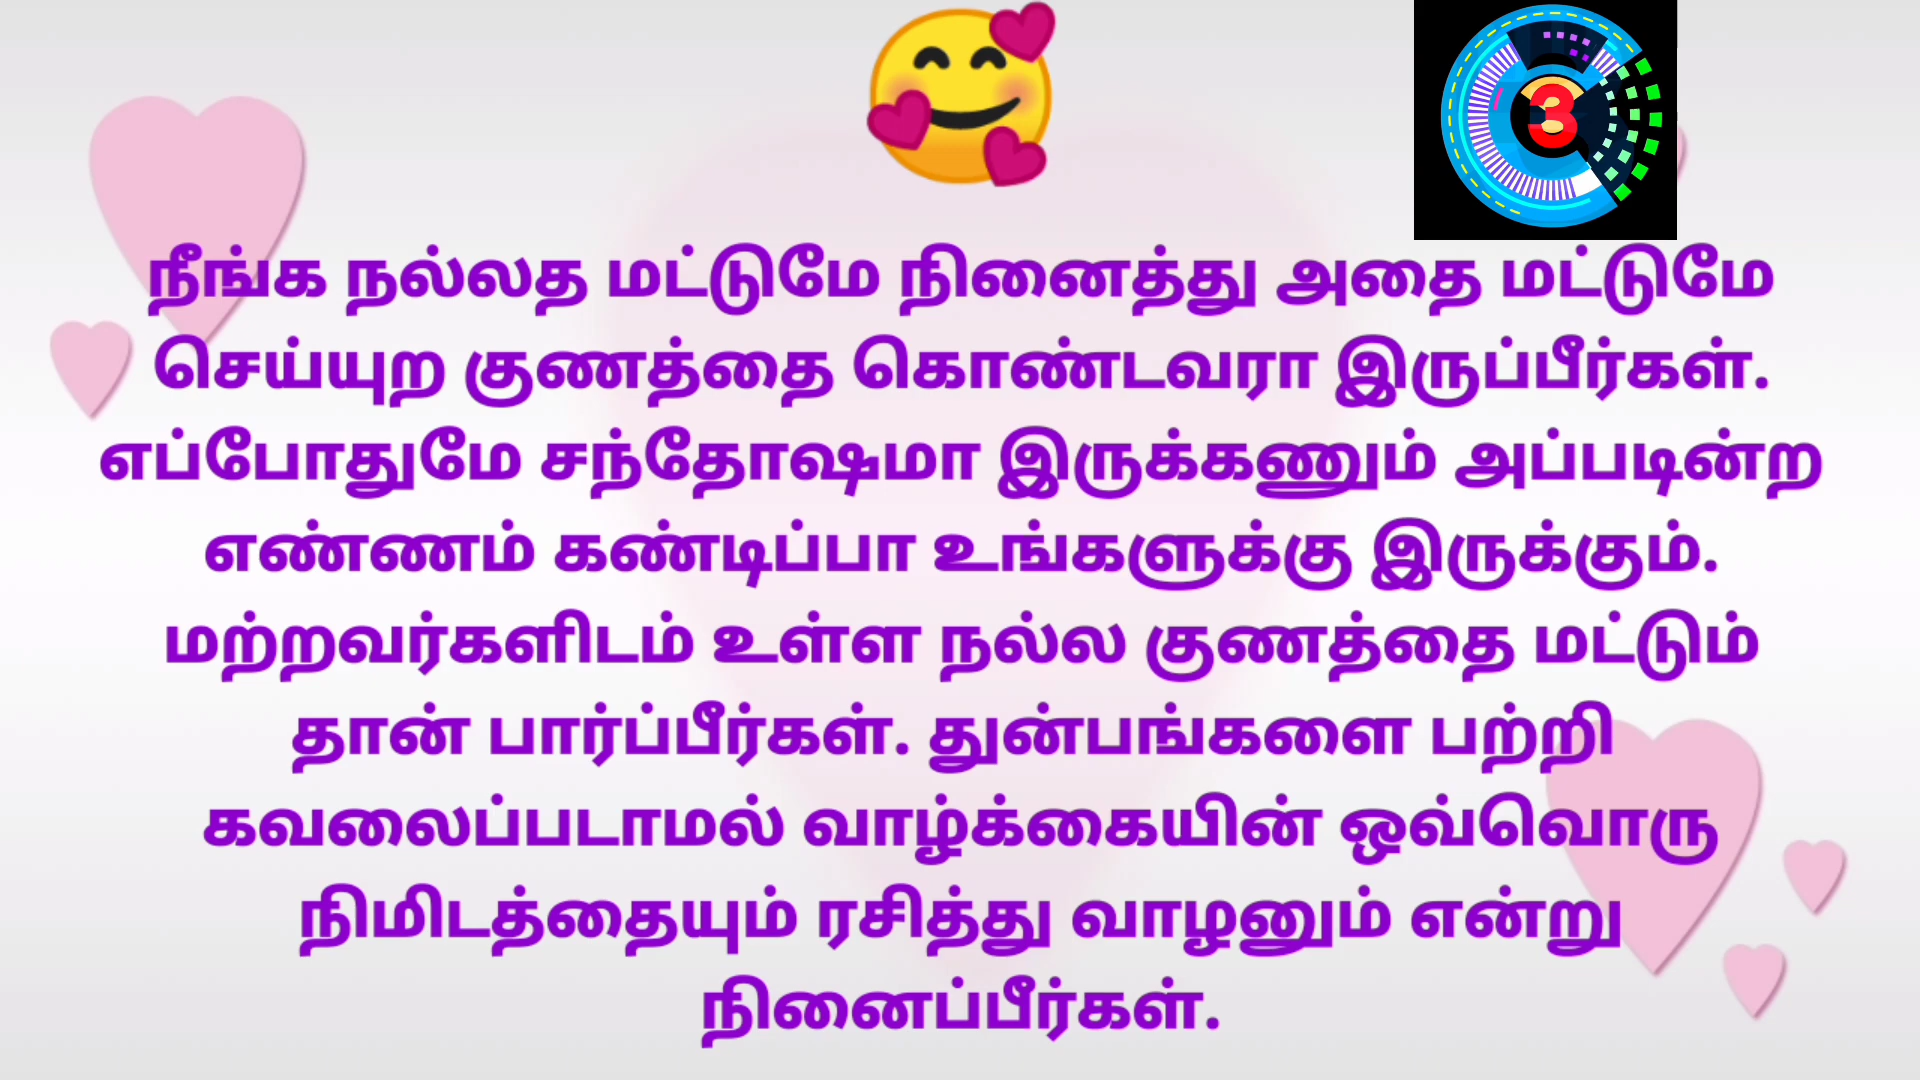 3
நீங்க நல்லத மட்டுமே நினைத்து அதை மட்டுமே
செய்யுற குணத்தை கொண்டவரா இருப்பீர்கள்.
எப்போதுமே சந்தோஷமா இருக்கணும் அப்படின்ற
எண்ணம் கண்டிப்பா உங்களுக்கு இருக்கும்.
மற்றவர்களிடம் உள்ள நல்ல குணத்தை மட்டும்
தான் பார்ப்பீர்கள். துன்பங்களை பற்றி
கவலைப்படாமல் வாழ்க்கையின் ஒவ்வொரு
நிமிடத்தையும் ரசித்து வாழனும் என்று
நினைப்பீர்கள்.